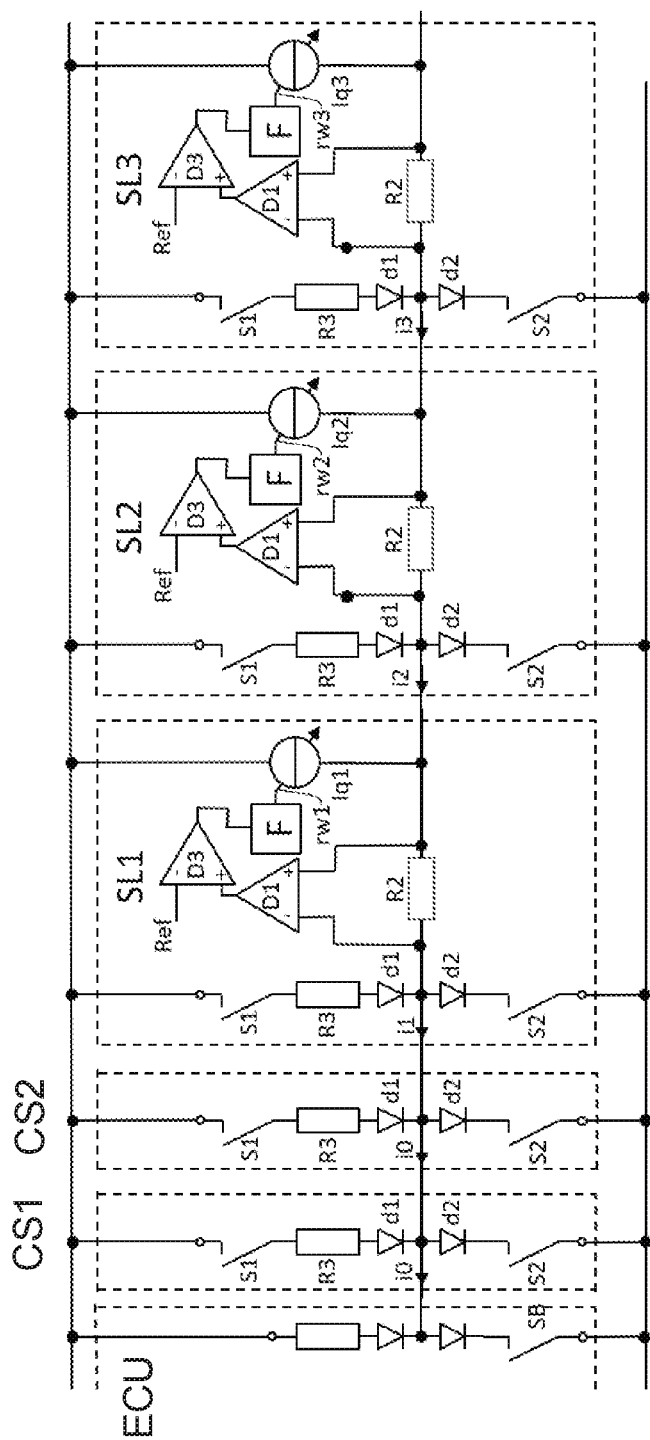 ECU
SB
CS1
S1
R3
d1
i0
d2
S2
CS2
S1
R3
d1
i0
d2
S2
SL1
Ref
D3
- +
D1
- +
F
rw1
Iq1
R2
S1
R3
d1
i1
d2
S2
SL2
Ref
D3
- +
D1
- +
F
rw2
Iq2
R2
S1
R3
d1
i2
d2
S2
SL3
Ref
D3
- +
D1
- +
F
rw3
Iq3
R2
S1
R3
d1
i3
d2
S2